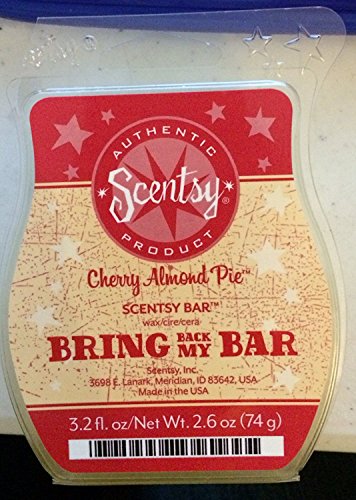 AUTHENTIC
Scentsy®
PRODUCT
Cherry Almond Pie™
SCENTSY BAR™
wax/cire/cera
BRING BACK MY BAR
Scentsy, Inc.
3698 E. Lanark, Meridian, ID 83642, USA
Made in the USA
3.2 fl. oz/Net Wt. 2.6 oz (74 g)